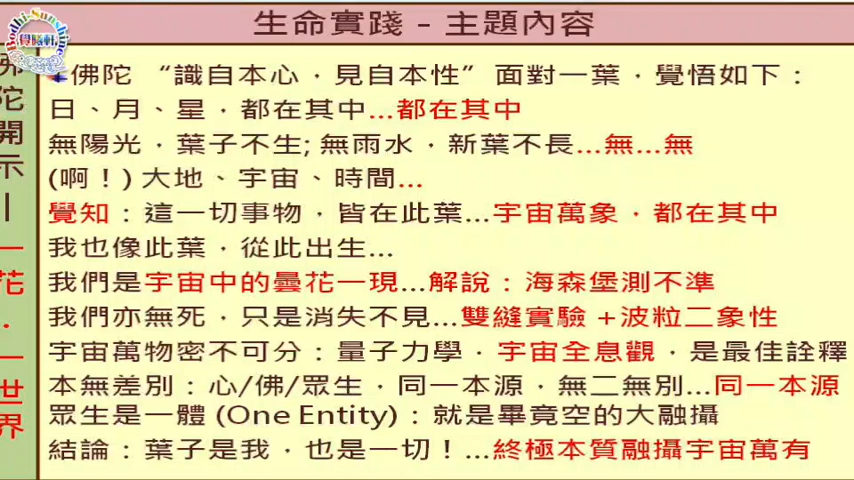 生命實踐 – 主題內容
Bodhi-Sunshine
覺曦軒
佛陀開示 — 一花．一世界
佛陀 “識自本心，見自本性” 面對一葉，覺悟如下：
日、月、星，都在其中...都在其中
無陽光，葉子不生; 無雨水，新葉不長...無...無
(啊！) 大地、宇宙、時間...
覺知：這一切事物，皆在此葉...宇宙萬象，都在其中
我也像此葉，從此出生...
我們是宇宙中的曇花一現...解說：海森堡測不準
我們亦無死，只是消失不見...雙縫實驗 +波粒二象性
宇宙萬物密不可分：量子力學，宇宙全息觀，是最佳詮釋
本無差別：心/佛/眾生，同一本源，無二無別...同一本源
眾生是一體 (One Entity)：就是畢竟空的大融攝
結論：葉子是我，也是一切！...終極本質融攝宇宙萬有